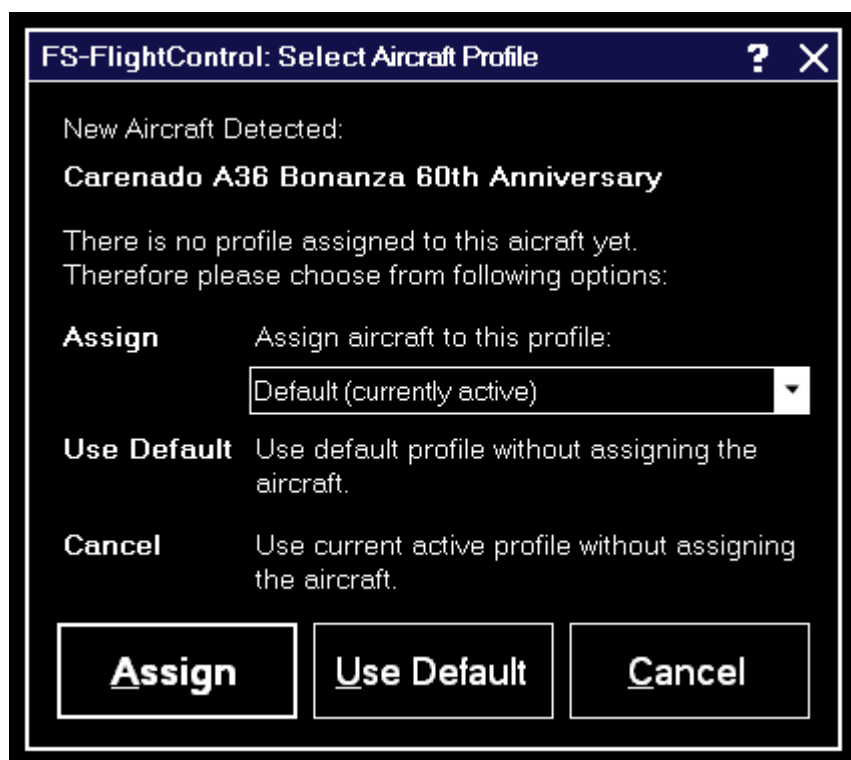 FS-FlightControl: Select Aircraft Profile ? X
New Aircraft Detected:
Carenado A36 Bonanza 60th Anniversary
There is no profile assigned to this aicraft yet.
Therefore please choose from following options:
Assign Assign aircraft to this profile:
Default (currently active)
Use Default Use default profile without assigning the
aircraft.
Cancel Use current active profile without assigning
the aircraft.
Assign Use Default Cancel